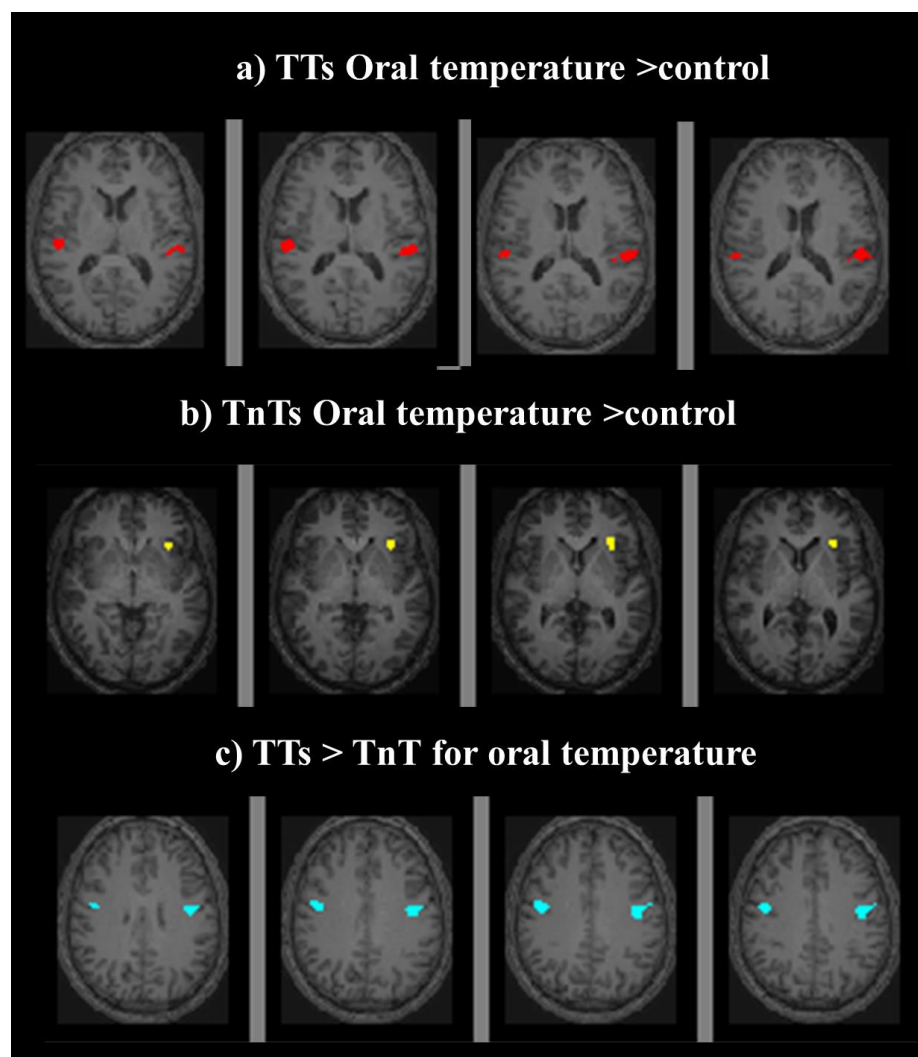 a) TTs Oral temperature >control
b) TnTs Oral temperature >control
c) TTs > TnT for oral temperature